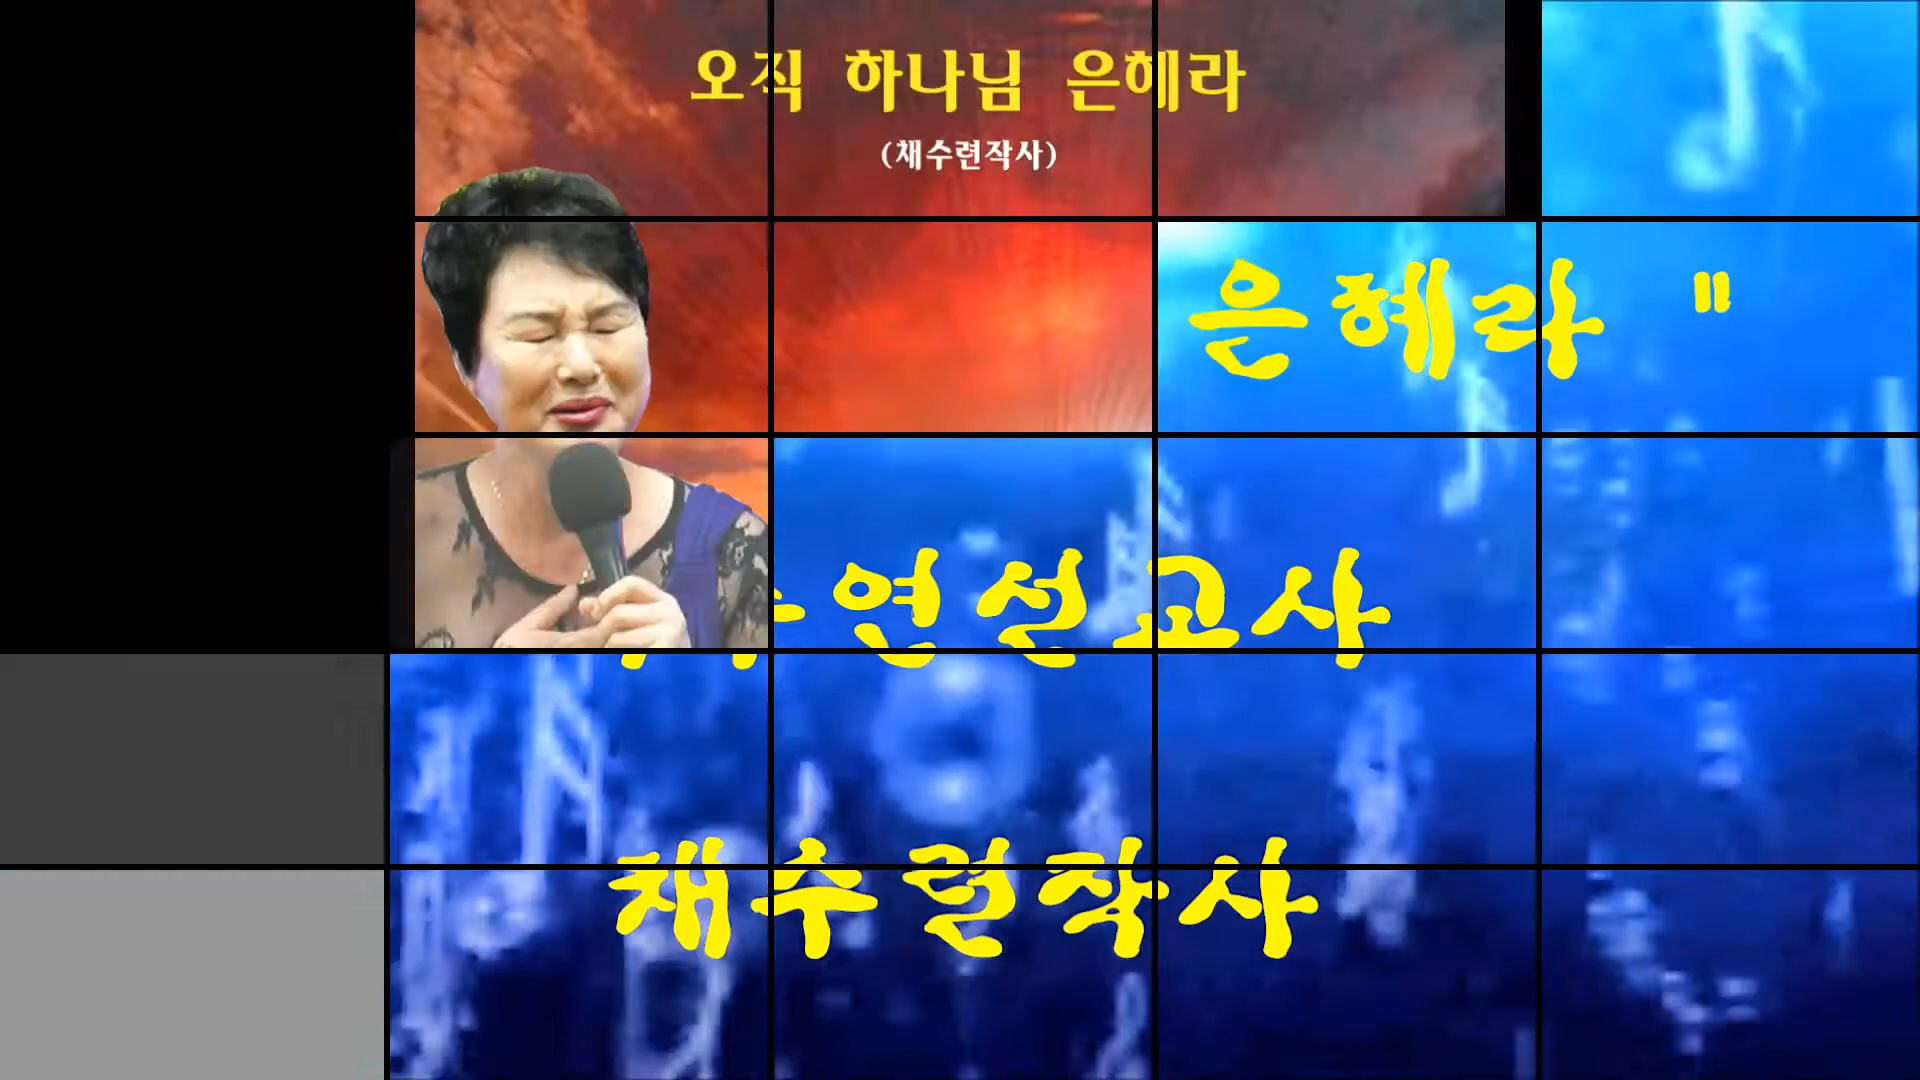 오직 하나님 은혜라
(채수련작사)
은혜라 "
연선교사
채수련작사